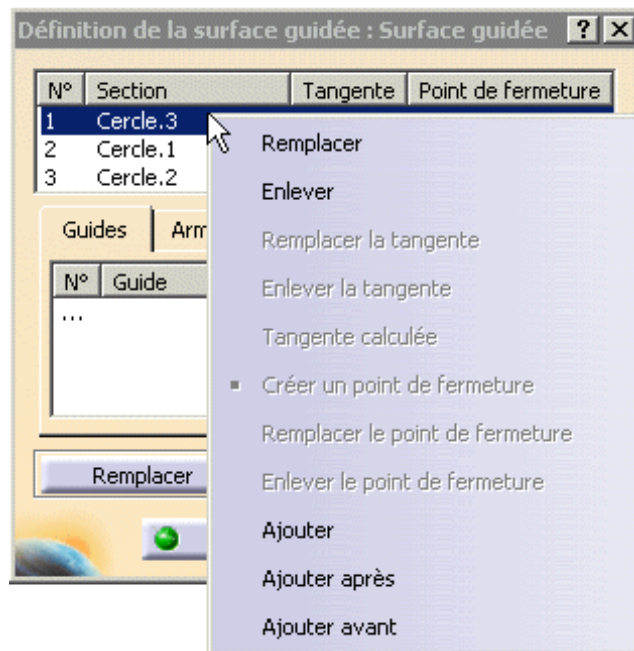 Définition de la surface guidée : Surface guidée ? X
N° Section Tangente Point de fermeture
1 Cercle.3
2 Cercle.1
3 Cercle.2
Guides Arm
N° Guide
...
Remplacer
Remplacer
Enlever
Remplacer la tangente
Enlever la tangente
Tangente calculée
Créer un point de fermeture
Remplacer le point de fermeture
Enlever le point de fermeture
Ajouter
Ajouter après
Ajouter avant